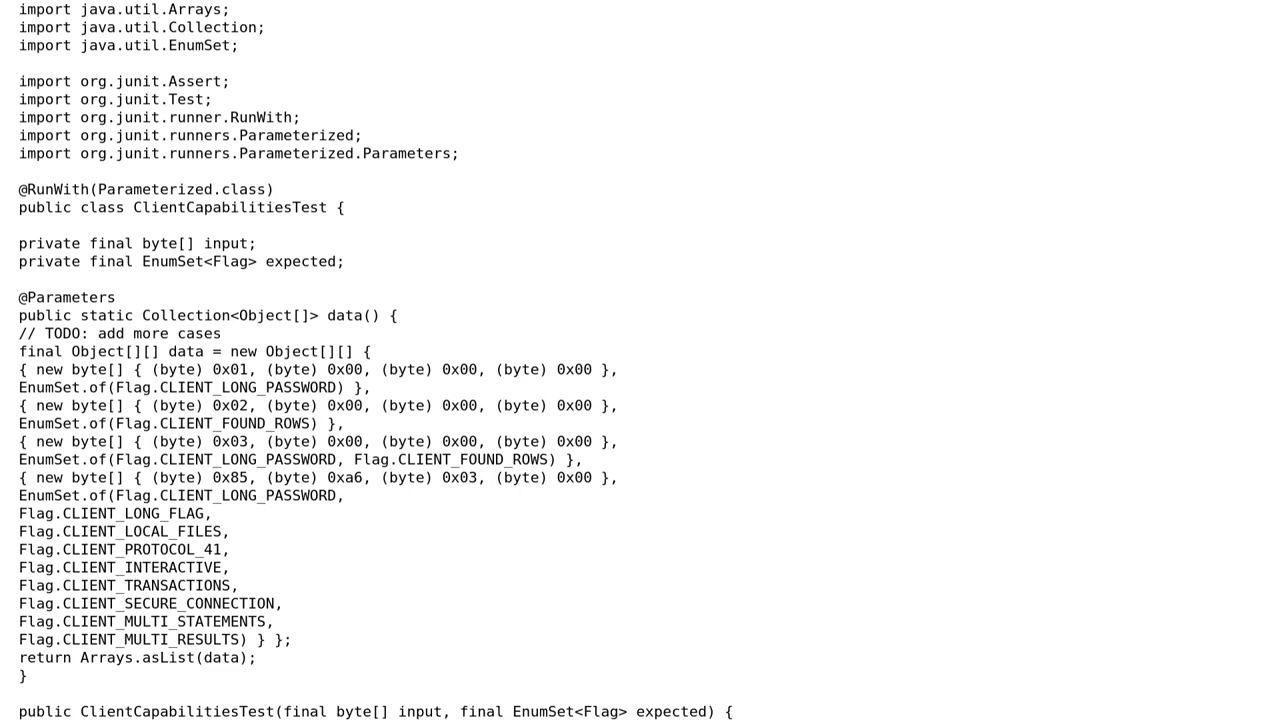 import java.util.Arrays;
import java.util.Collection;
import java.util.EnumSet;

import org.junit.Assert;
import org.junit.Test;
import org.junit.runner.RunWith;
import org.junit.runners.Parameterized;
import org.junit.runners.Parameterized.Parameters;

@RunWith(Parameterized.class)
public class ClientCapabilitiesTest {

private final byte[] input;
private final EnumSet<Flag> expected;

@Parameters
public static Collection<Object[]> data() {
// TODO: add more cases
final Object[][] data = new Object[][] {
{ new byte[] { (byte) 0x01, (byte) 0x00, (byte) 0x00, (byte) 0x00 },
EnumSet.of(Flag.CLIENT_LONG_PASSWORD) },
{ new byte[] { (byte) 0x02, (byte) 0x00, (byte) 0x00, (byte) 0x00 },
EnumSet.of(Flag.CLIENT_FOUND_ROWS) },
{ new byte[] { (byte) 0x03, (byte) 0x00, (byte) 0x00, (byte) 0x00 },
EnumSet.of(Flag.CLIENT_LONG_PASSWORD, Flag.CLIENT_FOUND_ROWS) },
{ new byte[] { (byte) 0x85, (byte) 0xa6, (byte) 0x03, (byte) 0x00 },
EnumSet.of(Flag.CLIENT_LONG_PASSWORD,
Flag.CLIENT_LONG_FLAG,
Flag.CLIENT_LOCAL_FILES,
Flag.CLIENT_PROTOCOL_41,
Flag.CLIENT_INTERACTIVE,
Flag.CLIENT_TRANSACTIONS,
Flag.CLIENT_SECURE_CONNECTION,
Flag.CLIENT_MULTI_STATEMENTS,
Flag.CLIENT_MULTI_RESULTS) } };
return Arrays.asList(data);
}

public ClientCapabilitiesTest(final byte[] input, final EnumSet<Flag> expected) {